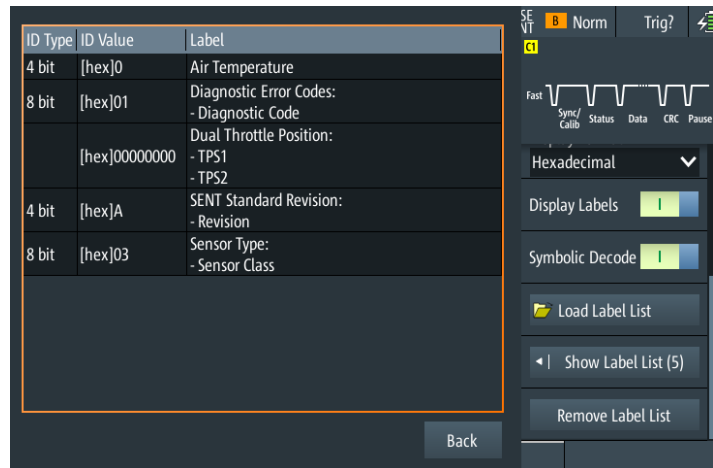 ID Type ID Value Label
4 bit [hex]0 Air Temperature
8 bit [hex]01 Diagnostic Error Codes:
- Diagnostic Code
[hex]00000000 Dual Throttle Position:
- TPS1
- TPS2
4 bit [hex]A SENT Standard Revision:
- Revision
8 bit [hex]03 Sensor Type:
- Sensor Class
Back
SE
NT
B Norm Trig?
C1
Fast
Sync/
Calib Status Data CRC Pause
Hexadecimal
Display Labels
Symbolic Decode
Load Label List
Show Label List (5)
Remove Label List